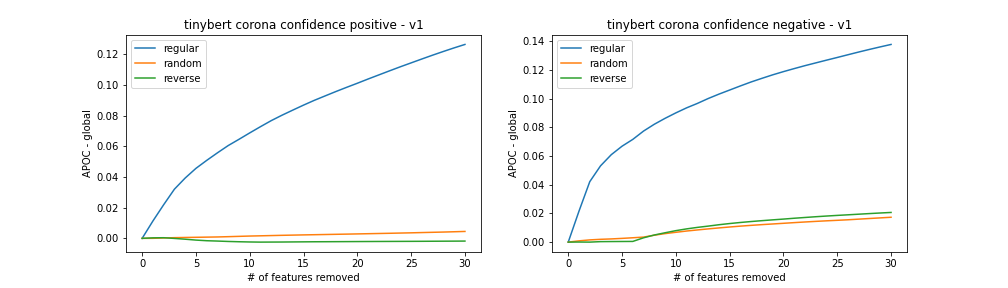 tinybert corona confidence positive - v1
APOC - global
0.12
0.10
0.08
0.06
0.04
0.02
0.00
regular
random
reverse
0 5 10 15 20 25 30
# of features removed
tinybert corona confidence negative - v1
APOC - global
0.14
0.12
0.10
0.08
0.06
0.04
0.02
0.00
regular
random
reverse
0 5 10 15 20 25 30
# of features removed